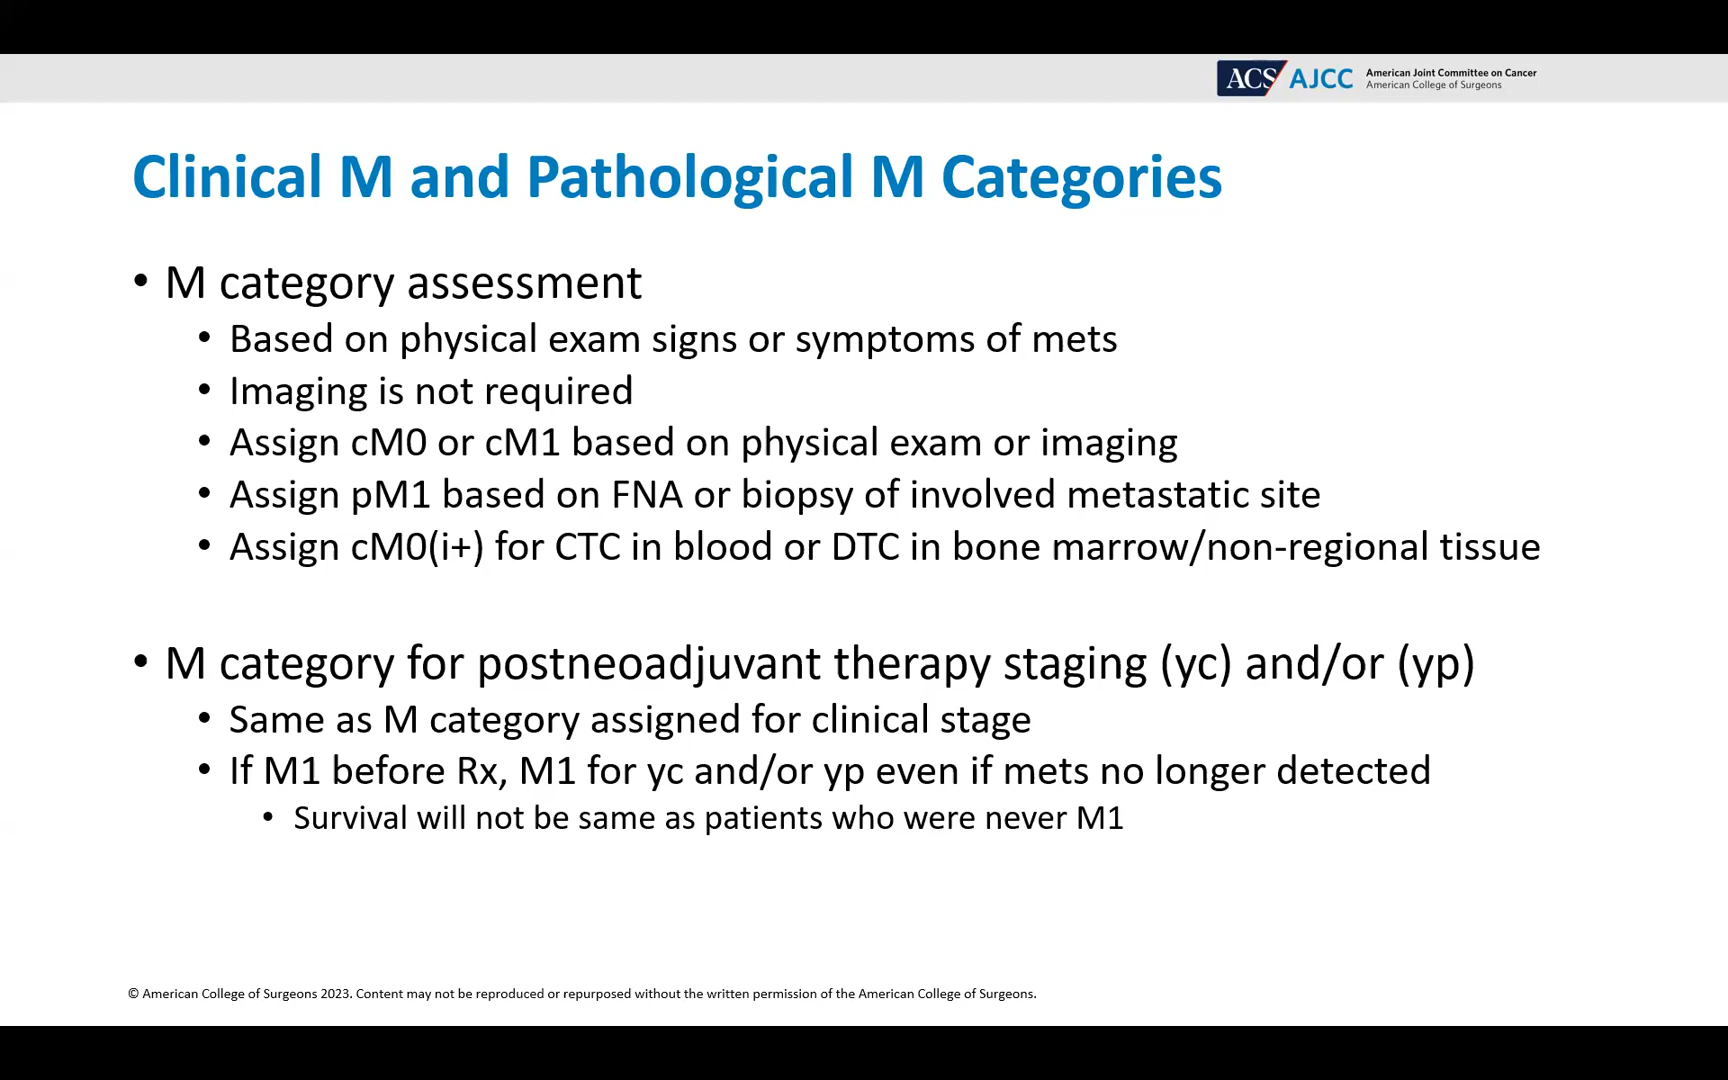 ACS AJCC American Joint Committee on Cancer
American College of Surgeons
Clinical M and Pathological M Categories
• M category assessment
• Based on physical exam signs or symptoms of mets
• Imaging is not required
• Assign cM0 or cM1 based on physical exam or imaging
• Assign pM1 based on FNA or biopsy of involved metastatic site
• Assign cM0(i+) for CTC in blood or DTC in bone marrow/non-regional tissue
• M category for postneoadjuvant therapy staging (yc) and/or (yp)
• Same as M category assigned for clinical stage
• If M1 before Rx, M1 for yc and/or yp even if mets no longer detected
• Survival will not be same as patients who were never M1
© American College of Surgeons 2023. Content may not be reproduced or repurposed without the written permission of the American College of Surgeons.